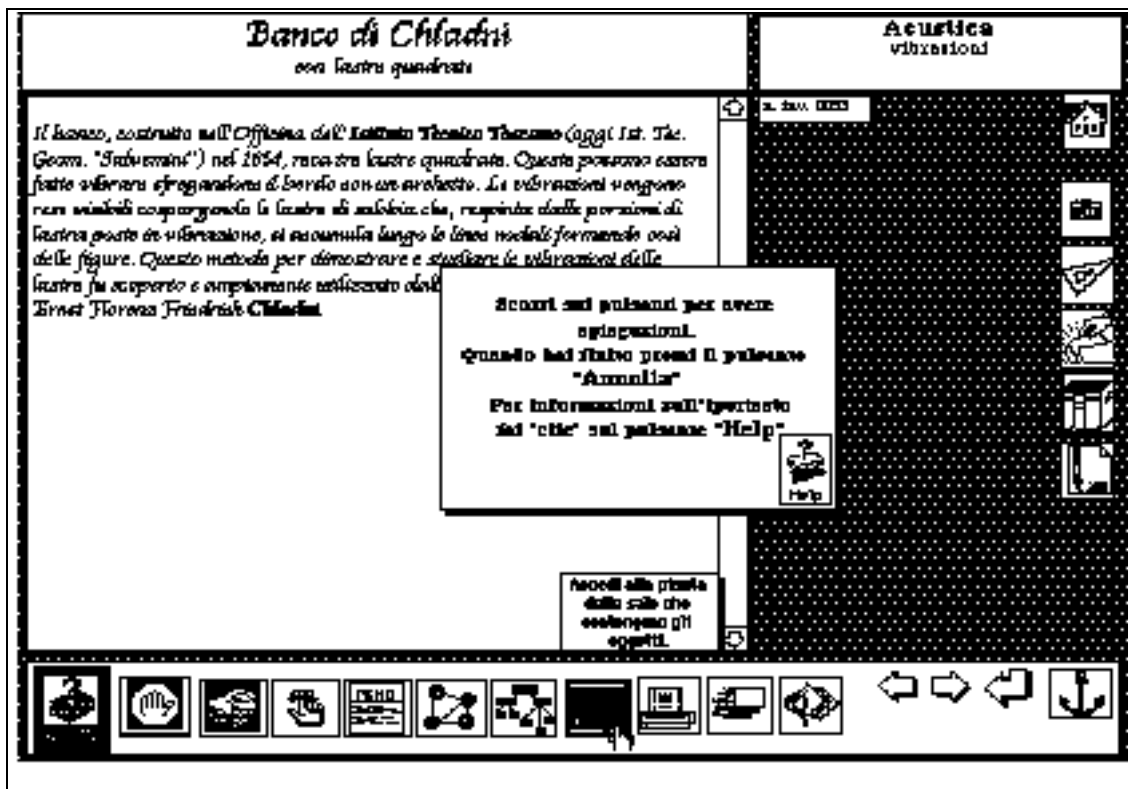 Banco di Chladni
con lastre quadrate
Acustica
vibrazioni
n. inv.
Il banco, costruito nell'Officina dell'Istituto Tecnico Toscano (oggi Ist. Tec.
Geom. "Salvemini") nel 1864, reca tre lastre quadrate. Queste possono essere
fatte vibrare sfregandone il bordo con un archetto. Le vibrazioni vengono
rese visibili cospargendo le lastre di sabbia che, respinta dalle porzioni di
lastra poste in vibrazione, si accumula lungo le linee nodali formando così
delle figure. Questo metodo per dimostrare e studiare le vibrazioni delle
lastre fu scoperto e ampiamente utilizzato dal
Ernst Florens Friedrich Chladni
Scorri sui pulsanti per avere
spiegazioni.
Quando hai finito premi il pulsante
"Annulla"
Per informazioni sull'ipertesto
fai "clic" sul pulsante "Help"
Help
Accedi alla pianta
delle sale che
contengono gli
oggetti.